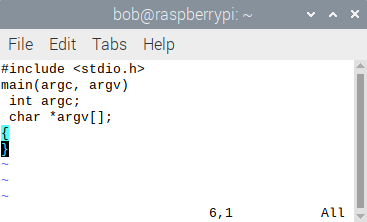 bob@raspberrypi: ~
File Edit Tabs Help
#include <stdio.h>
main(argc, argv)
 int argc;
 char *argv[];
{
}
~
~
~
6,1 All